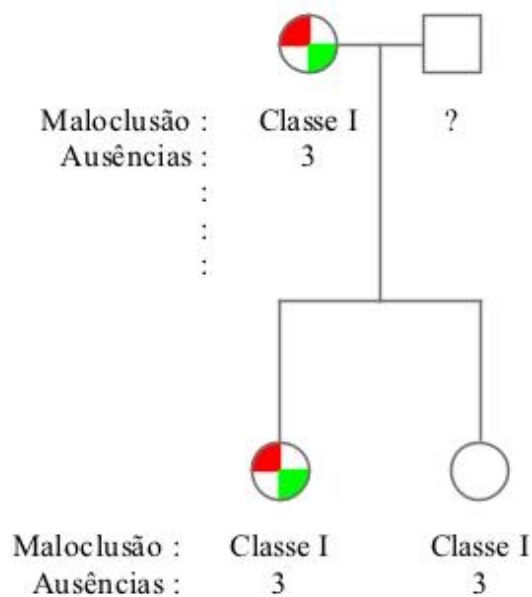 Maloclusão : Classe I ?
Ausências : 3
:
:
:
Maloclusão : Classe I Classe I
Ausências : 3 3